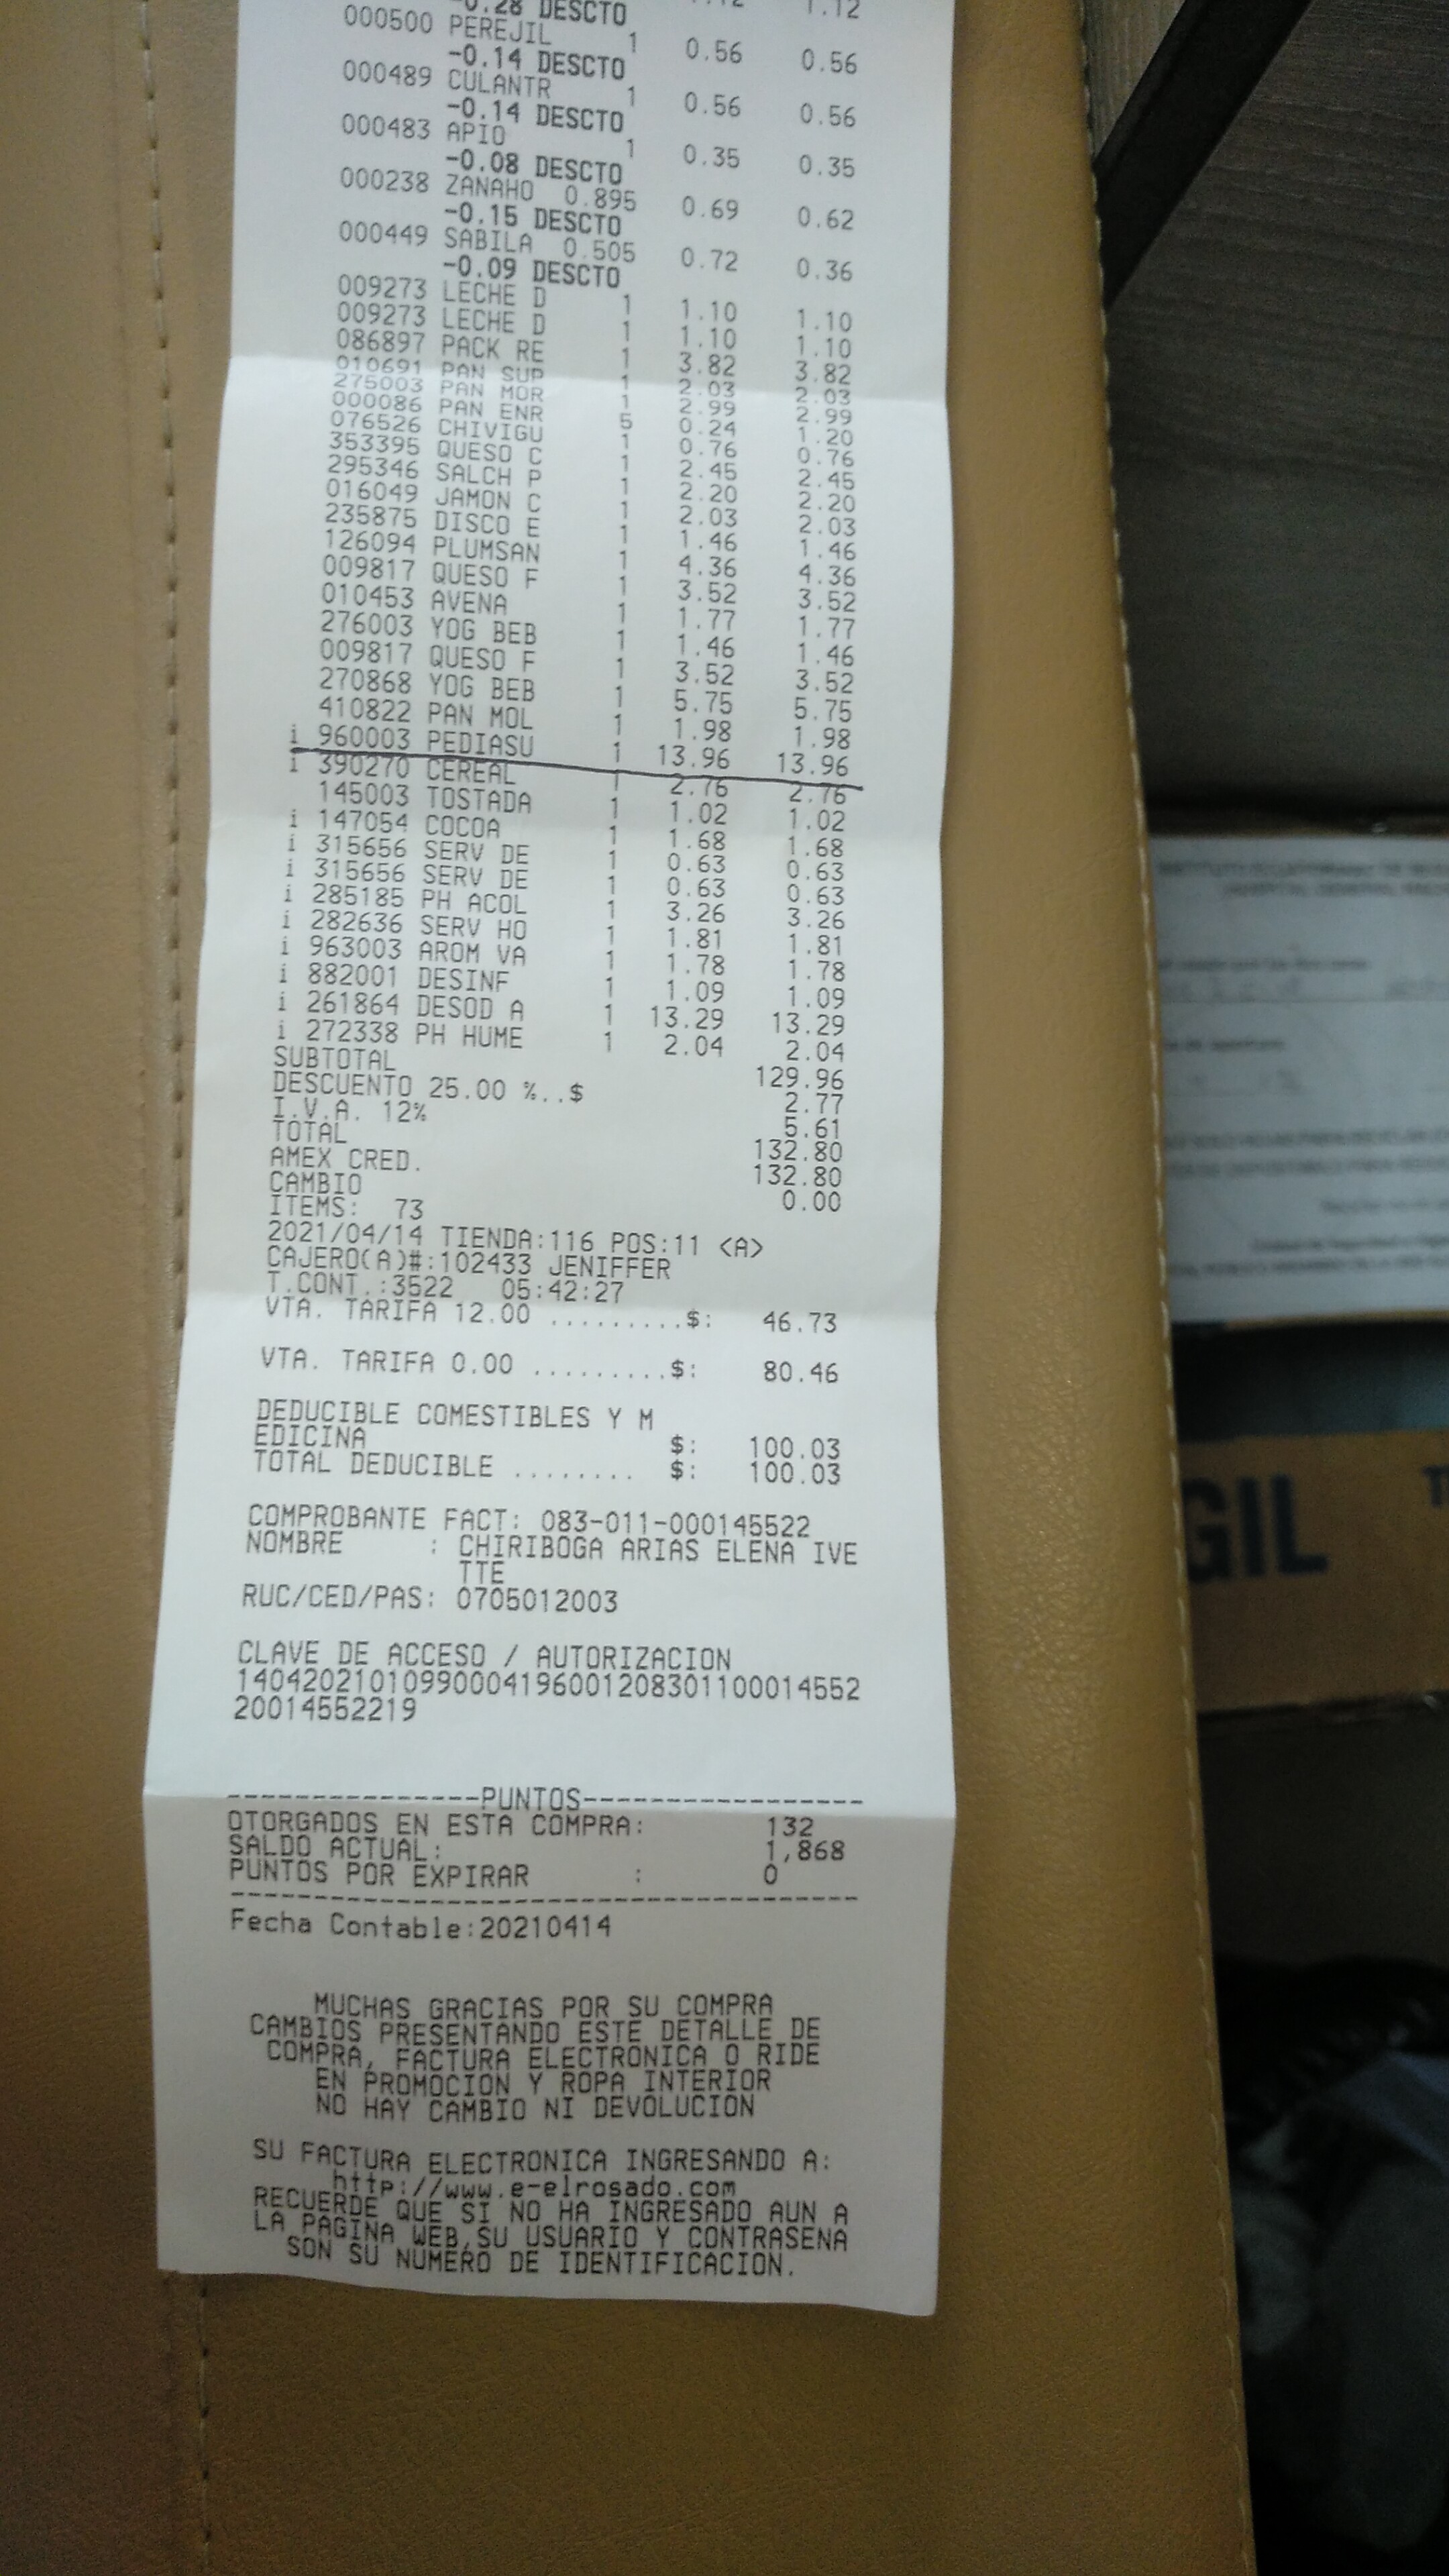 -0.28 DESCTO 1.12 1.12
000500 PEREJIL 1 0.56 0.56
-0.14 DESCTO
000489 CULANTR 1 0.56 0.56
-0.14 DESCTO
000483 APIO 1 0.35 0.35
-0.08 DESCTO
000238 ZANAHO 0.895 0.69 0.62
-0.15 DESCTO
000449 SABILA 0.505 0.72 0.36
-0.09 DESCTO
009273 LECHE D 1 1.10 1.10
009273 LECHE D 1 1.10 1.10
086897 PACK RE 1 3.82 3.82
010691 PAN SUP 1 2.03 2.03
275003 PAN MOR 1 2.99 2.99
000086 PAN ENR 5 0.24 1.20
076526 CHIVIGU 1 0.76 0.76
353395 QUESO C 1 2.45 2.45
295346 SALCH P 1 2.20 2.20
016049 JAMON C 1 2.03 2.03
235875 DISCO E 1 1.46 1.46
126094 PLUMSAN 1 4.36 4.36
009817 QUESO F 1 3.52 3.52
010453 AVENA 1 1.77 1.77
276003 YOG BEB 1 1.46 1.46
009817 QUESO F 1 3.52 3.52
270868 YOG BEB 1 5.75 5.75
410822 PAN MOL 1 1.98 1.98
i 960003 PEDIASU 1 13.96 13.96
i 390270 CEREAL 1 2.76 2.76
145003 TOSTADA 1 1.02 1.02
i 147054 COCOA 1 1.68 1.68
i 315656 SERV DE 1 0.63 0.63
i 315656 SERV DE 1 0.63 0.63
i 285185 PH ACOL 1 3.26 3.26
i 282636 SERV HO 1 1.81 1.81
i 963003 AROM VA 1 1.78 1.78
i 882001 DESINF 1 1.09 1.09
i 261864 DESOD A 1 13.29 13.29
i 272338 PH HUME 1 2.04 2.04
SUBTOTAL 129.96
DESCUENTO 25.00 %..$ 2.77
I.V.A. 12% 5.61
TOTAL 132.80
AMEX CRED. 132.80
CAMBIO 0.00
ITEMS: 73
2021/04/14 TIENDA:116 POS:11 <A>
CAJERO(A)#:102433 JENIFFER
T.CONT.:3522 05:42:27
VTA. TARIFA 12.00 .........$: 46.73
VTA. TARIFA 0.00 .........$: 80.46
DEDUCIBLE COMESTIBLES Y M
EDICINA $: 100.03
TOTAL DEDUCIBLE ........ $: 100.03
COMPROBANTE FACT: 083-011-000145522
NOMBRE : CHIRIBOGA ARIAS ELENA IVE
TTE
RUC/CED/PAS: 0705012003
CLAVE DE ACCESO / AUTORIZACION
14042021010990004196001208301100014552
20014552219
---------------PUNTOS-----------------
OTORGADOS EN ESTA COMPRA: 132
SALDO ACTUAL: 1,868
PUNTOS POR EXPIRAR : 0
--------------------------------------
Fecha Contable:20210414
MUCHAS GRACIAS POR SU COMPRA
CAMBIOS PRESENTANDO ESTE DETALLE DE
COMPRA, FACTURA ELECTRONICA O RIDE
EN PROMOCION Y ROPA INTERIOR
NO HAY CAMBIO NI DEVOLUCION
SU FACTURA ELECTRONICA INGRESANDO A:
http://www.e-elrosado.com
RECUERDE QUE SI NO HA INGRESADO AUN A
LA PAGINA WEB,SU USUARIO Y CONTRASENA
SON SU NUMERO DE IDENTIFICACION.
GIL T